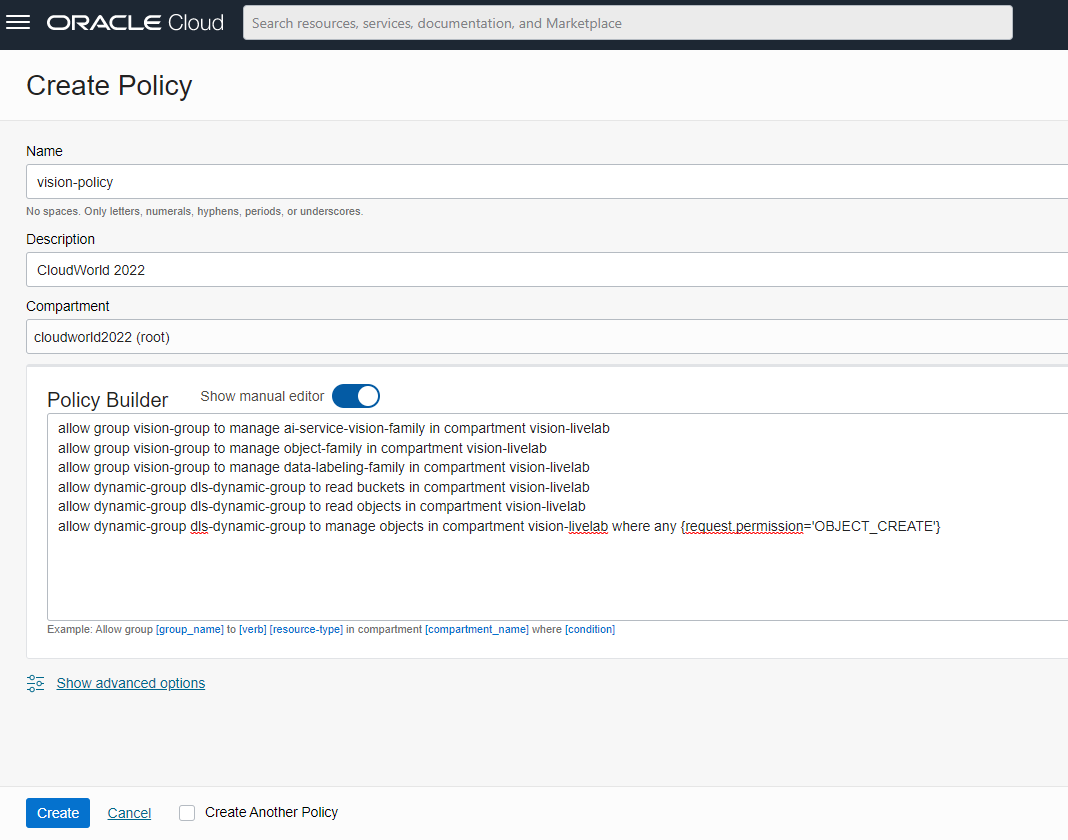 ORACLE Cloud
Search resources, services, documentation, and Marketplace
Create Policy
Name
vision-policy
No spaces. Only letters, numerals, hyphens, periods, or underscores.
Description
CloudWorld 2022
Compartment
cloudworld2022 (root)
Policy Builder
Show manual editor
allow group vision-group to manage ai-service-vision-family in compartment vision-livelab
allow group vision-group to manage object-family in compartment vision-livelab
allow group vision-group to manage data-labeling-family in compartment vision-livelab
allow dynamic-group dls-dynamic-group to read buckets in compartment vision-livelab
allow dynamic-group dls-dynamic-group to read objects in compartment vision-livelab
allow dynamic-group dls-dynamic-group to manage objects in compartment vision-livelab where any {request.permission='OBJECT_CREATE'}
Example: Allow group [group_name] to [verb] [resource-type] in compartment [compartment_name] where [condition]
Show advanced options
Create
Cancel
Create Another Policy